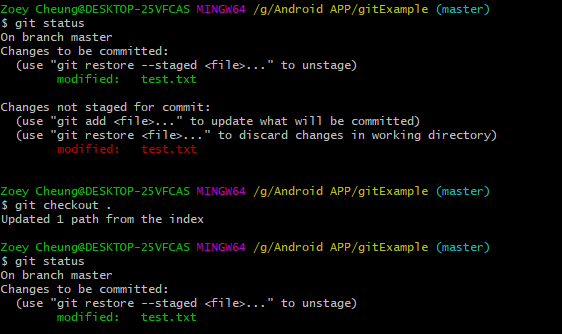 Zoey Cheung@DESKTOP-25VFCAS MINGW64 /g/Android APP/gitExample (master)
$ git status
On branch master
Changes to be committed:
  (use "git restore --staged <file>..." to unstage)
        modified:   test.txt

Changes not staged for commit:
  (use "git add <file>..." to update what will be committed)
  (use "git restore <file>..." to discard changes in working directory)
        modified:   test.txt

Zoey Cheung@DESKTOP-25VFCAS MINGW64 /g/Android APP/gitExample (master)
$ git checkout .
Updated 1 path from the index

Zoey Cheung@DESKTOP-25VFCAS MINGW64 /g/Android APP/gitExample (master)
$ git status
On branch master
Changes to be committed:
  (use "git restore --staged <file>..." to unstage)
        modified:   test.txt